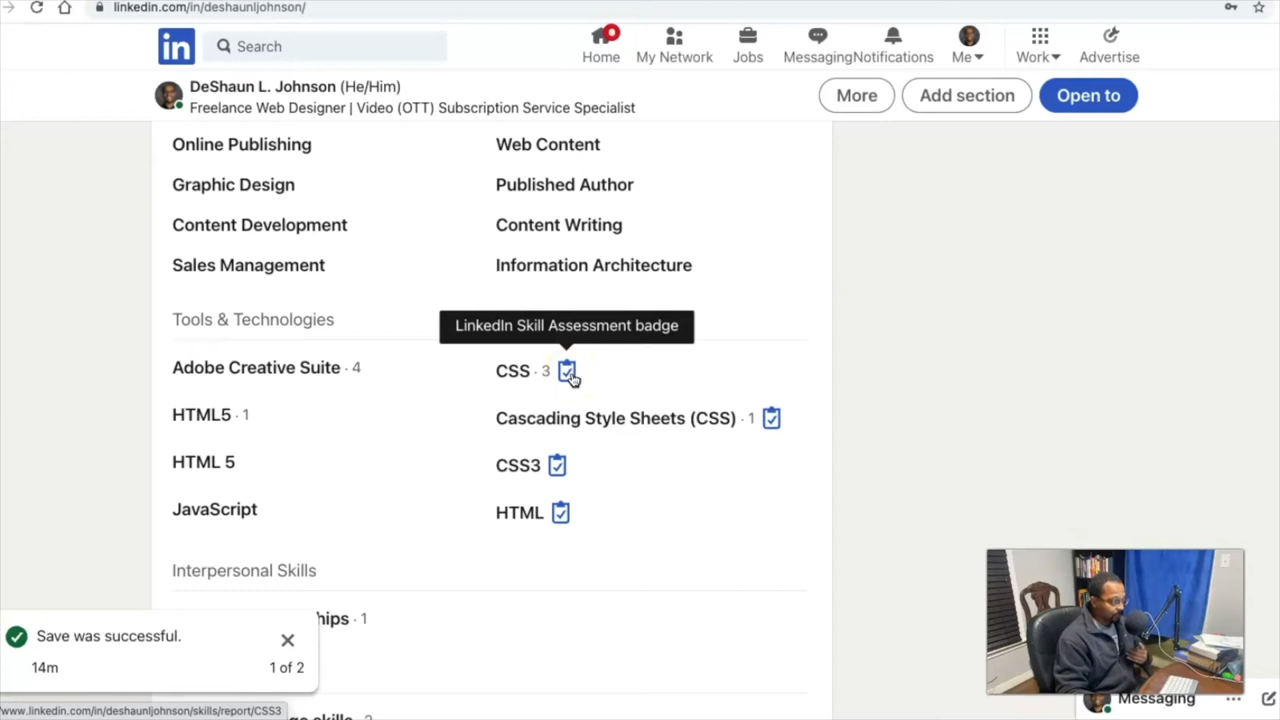 linkedin.com/in/deshaunljohnson/
in
Search
Home
My Network
Jobs
Messaging
Notifications
Me
Work
Advertise
DeShaun L. Johnson (He/Him)
Freelance Web Designer | Video (OTT) Subscription Service Specialist
More
Add section
Open to
Online Publishing
Web Content
Graphic Design
Published Author
Content Development
Content Writing
Sales Management
Information Architecture
Tools & Technologies
LinkedIn Skill Assessment badge
Adobe Creative Suite · 4
CSS · 3
HTML5 · 1
Cascading Style Sheets (CSS) · 1
HTML 5
CSS3
JavaScript
HTML
Interpersonal Skills
hips · 1
Save was successful.
14m
1 of 2
Messaging
www.linkedin.com/in/deshaunljohnson/skills/report/CSS3